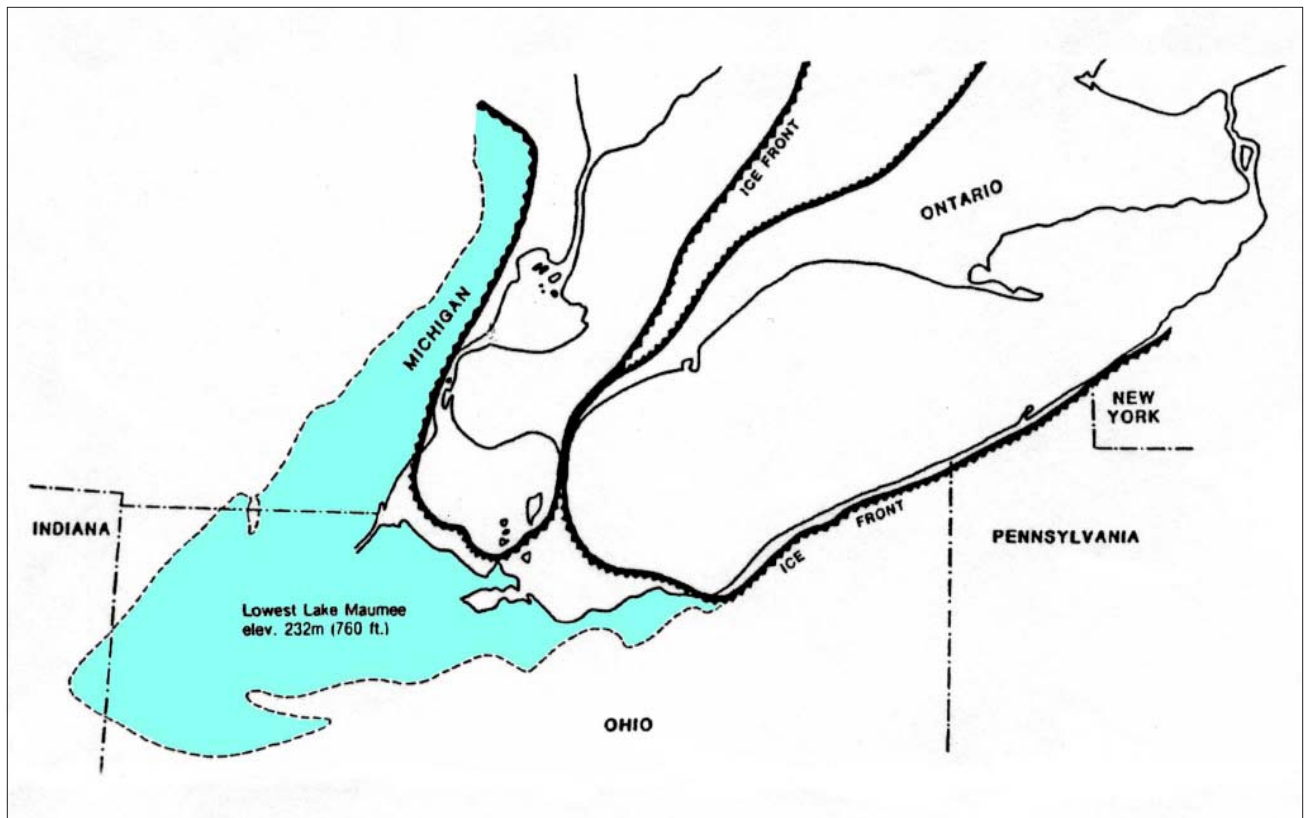 ICE FRONT
ONTARIO
MICHIGAN
NEW
YORK
INDIANA
FRONT
ICE
PENNSYLVANIA
Lowest Lake Maumee
elev. 232m (760 ft.)
OHIO